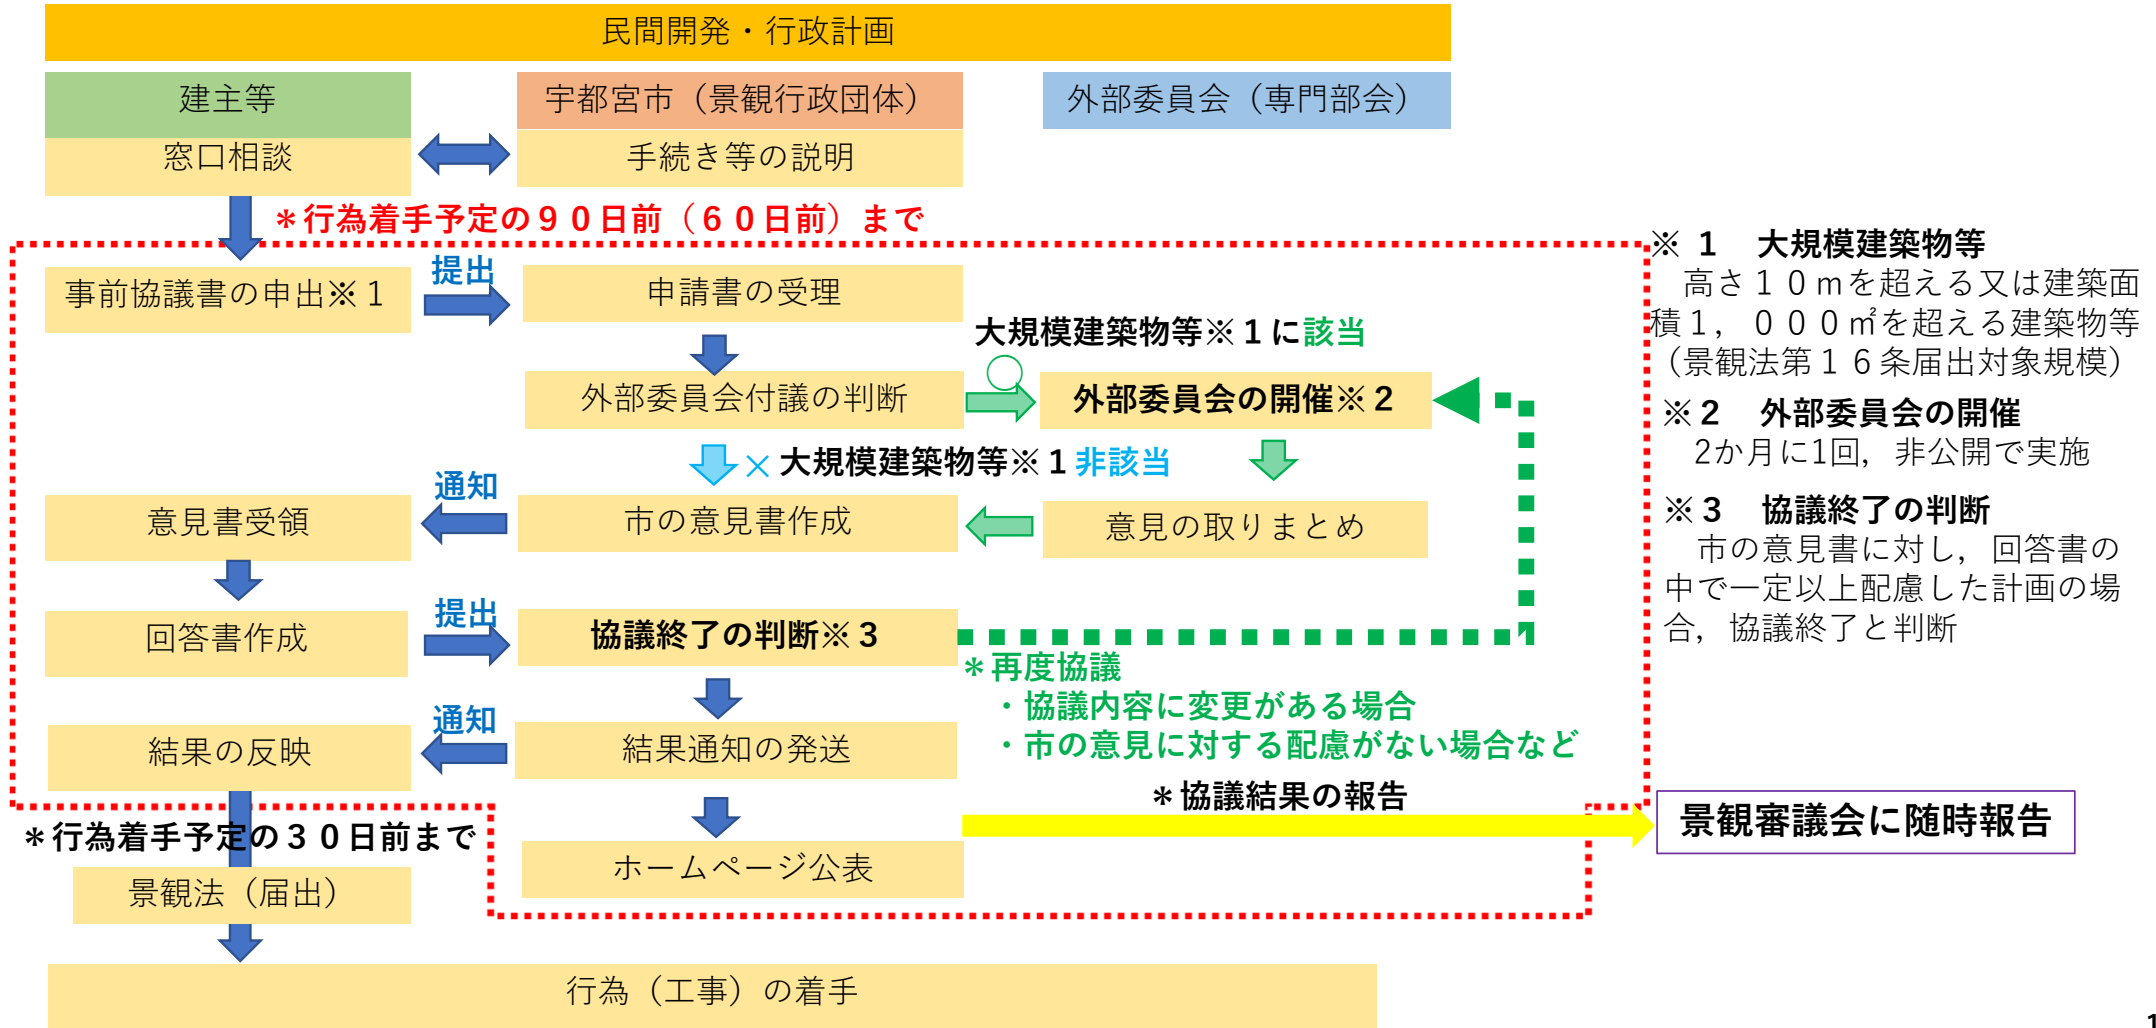 民間開発・行政計画
建主等
宇都宮市（景観行政団体）
外部委員会（専門部会）
窓口相談
手続き等の説明
＊行為着手予定の９０日前（６０日前）まで
事前協議書の申出※１
提出
申請書の受理
大規模建築物等※１に該当
○
外部委員会付議の判断
外部委員会の開催※２
×大規模建築物等※１非該当
意見書受領
通知
市の意見書作成
意見の取りまとめ
回答書作成
提出
協議終了の判断※３
＊再度協議
・協議内容に変更がある場合
・市の意見に対する配慮がない場合など
結果の反映
通知
結果通知の発送
＊協議結果の報告
＊行為着手予定の３０日前まで
ホームページ公表
景観審議会に随時報告
景観法（届出）
行為（工事）の着手
※１　大規模建築物等
高さ１０ｍを超える又は建築面
積１，０００㎡を超える建築物等
（景観法第１６条届出対象規模）
※２　外部委員会の開催
2か月に1回，非公開で実施
※３　協議終了の判断
市の意見書に対し，回答書の
中で一定以上配慮した計画の場
合，協議終了と判断